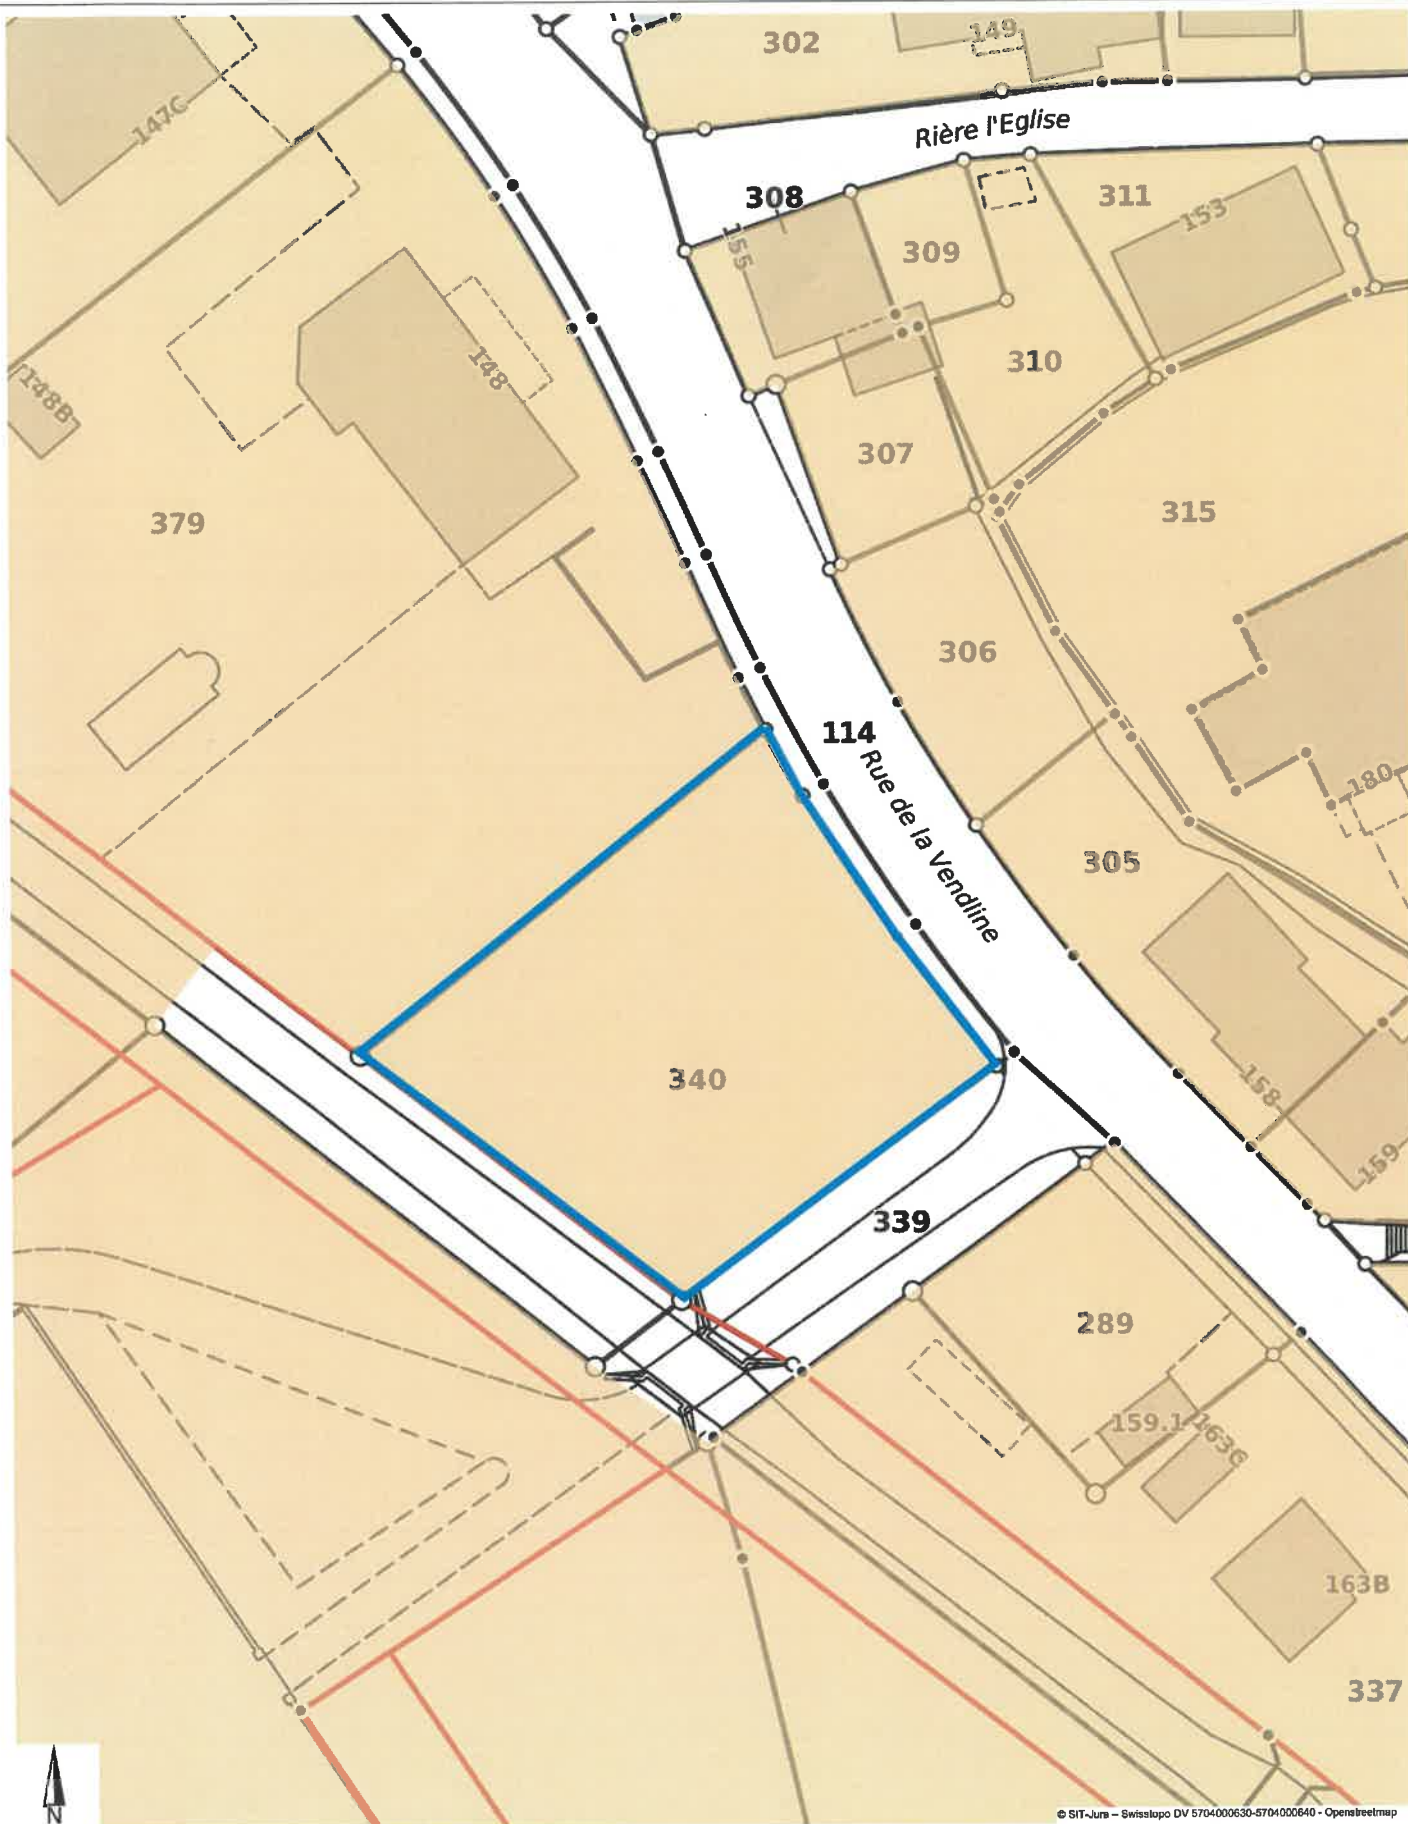 302
149
147C
Rière l'Eglise
308
311
153
155
309
310
148
148B
307
379
315
306
114
Rue de la Vendline
180
305
340
158
159
339
289
159.1
163C
163B
337
N
© SIT-Jura – Swisstopo DV 5704000630-5704000640 - Openstreetmap